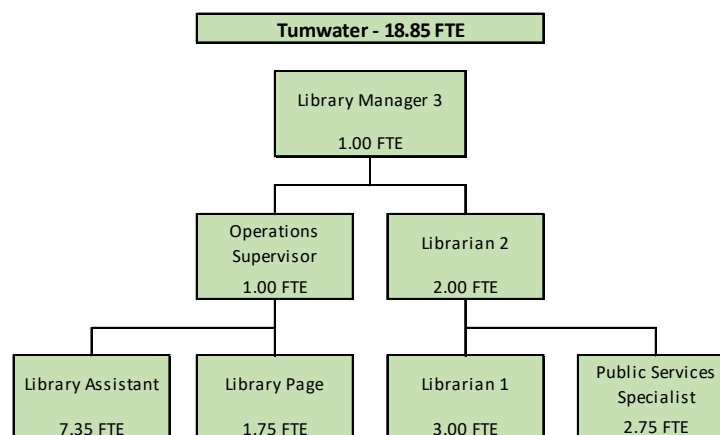 Tumwater - 18.85 FTE
Library Manager 3
1.00 FTE
Operations
Supervisor
1.00 FTE
Librarian 2
2.00 FTE
Library Assistant
7.35 FTE
Library Page
1.75 FTE
Librarian 1
3.00 FTE
Public Services
Specialist
2.75 FTE